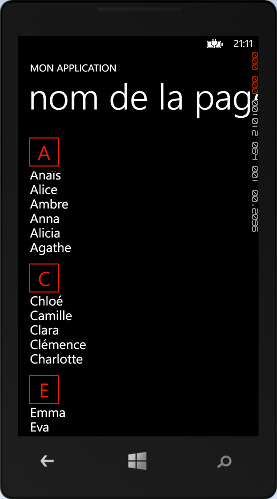 21:11
MON APPLICATION
nom de la pag
A
Anaïs
Alice
Ambre
Anna
Alicia
Agathe
C
Chloé
Camille
Clara
Clémence
Charlotte
E
Emma
Eva